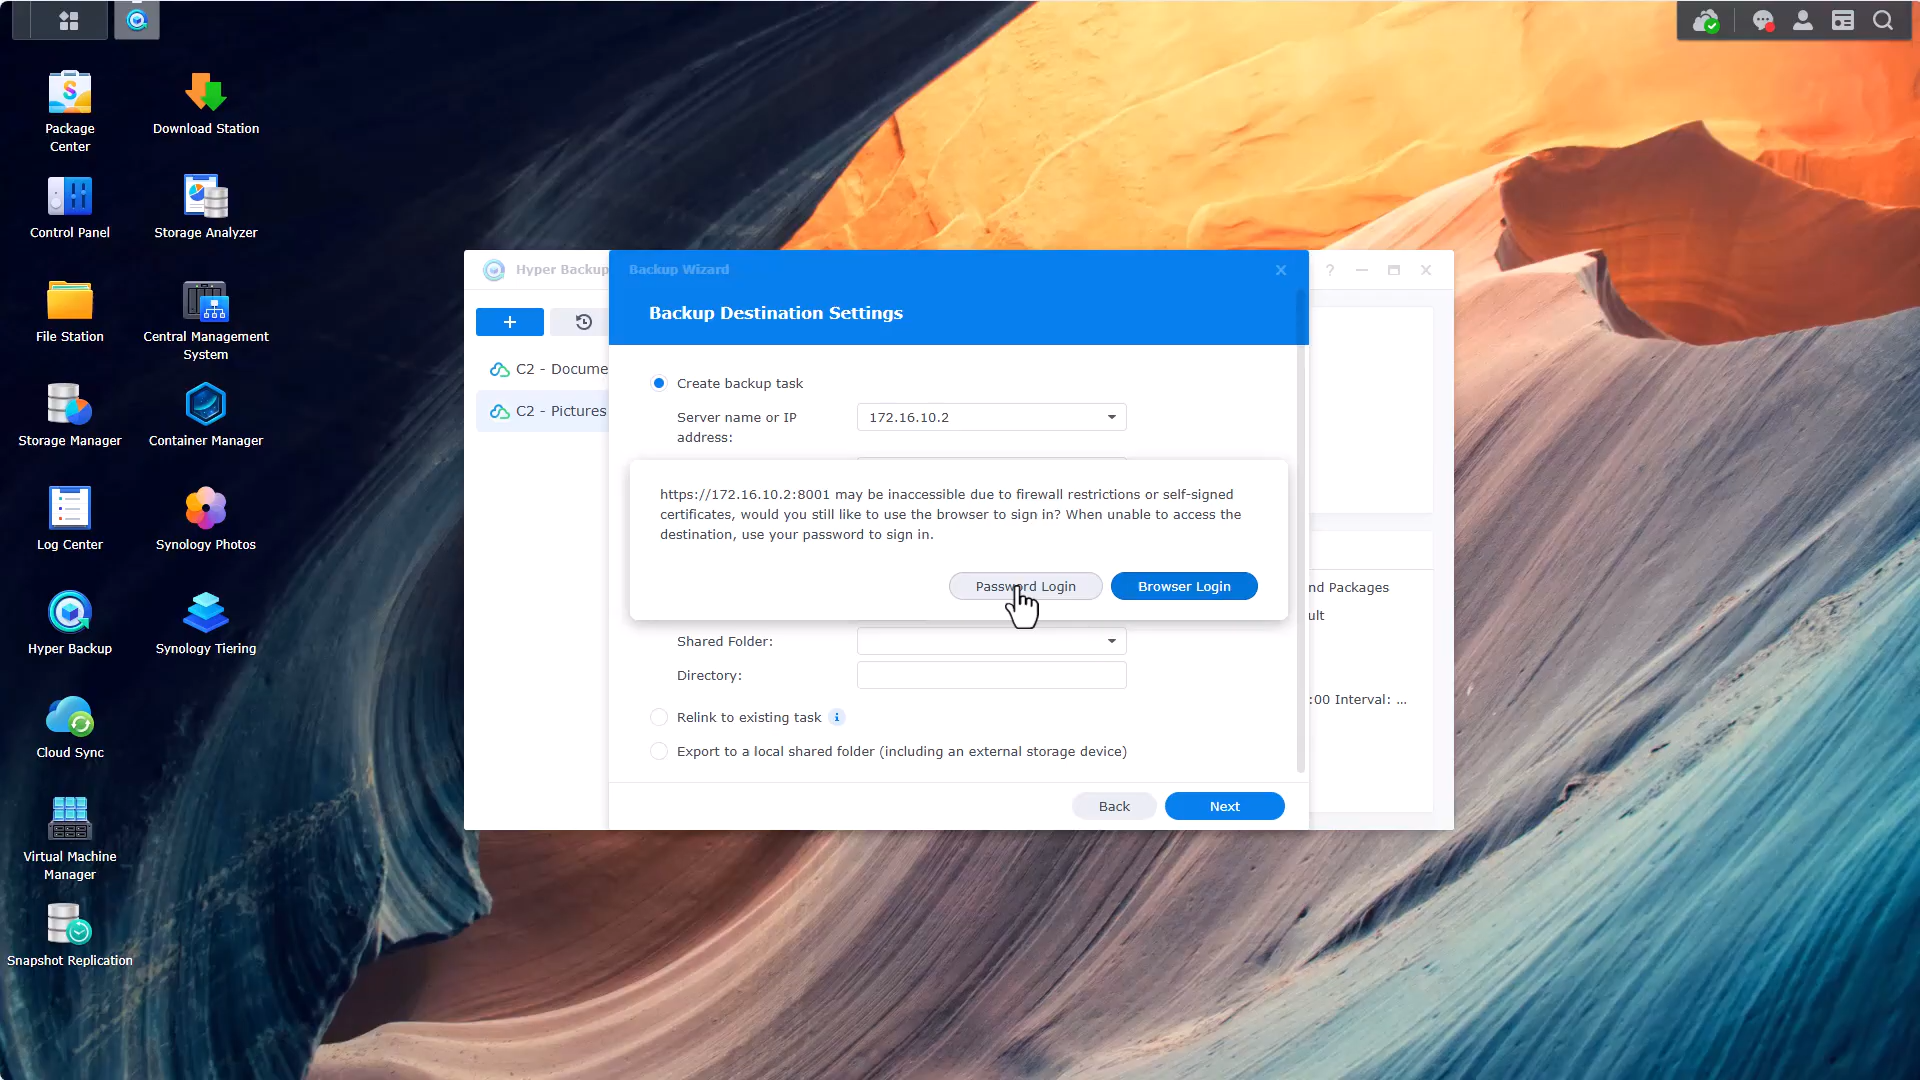 Package
Center
Download Station
Control Panel
Storage Analyzer
File Station
Central Management
System
Storage Manager
Container Manager
Log Center
Synology Photos
Hyper Backup
Synology Tiering
Cloud Sync
Virtual Machine
Manager
Snapshot Replication
Hyper Backup
Backup Wizard
Backup Destination Settings
C2 - Docume
C2 - Pictures
Create backup task
Server name or IP
address:
172.16.10.2
https://172.16.10.2:8001 may be inaccessible due to firewall restrictions or self-signed
certificates, would you still like to use the browser to sign in? When unable to access the
destination, use your password to sign in.
Password Login
Browser Login
Shared Folder:
Directory:
Relink to existing task
Export to a local shared folder (including an external storage device)
Back
Next
nd Packages
ult
:00 Interval: ...